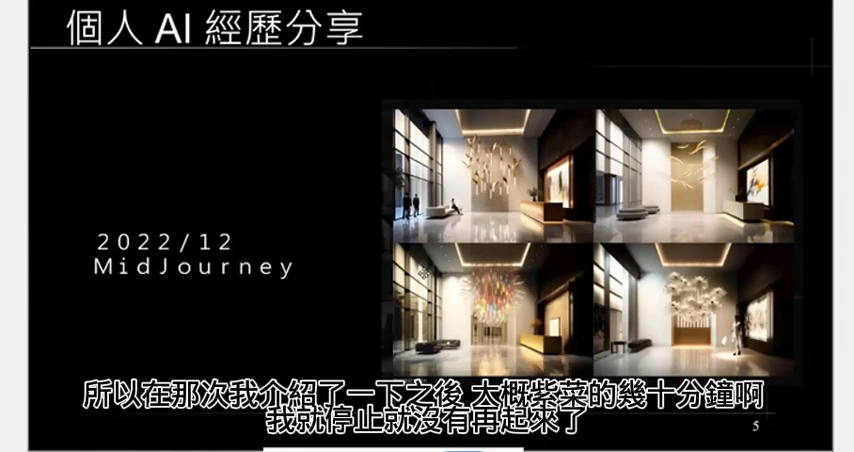 個人 AI 經歷分享
2022/12
MidJourney
所以在那次我介紹了一下之後 大概紫菜的幾十分鐘啊
我就停止就沒有再起來了
5